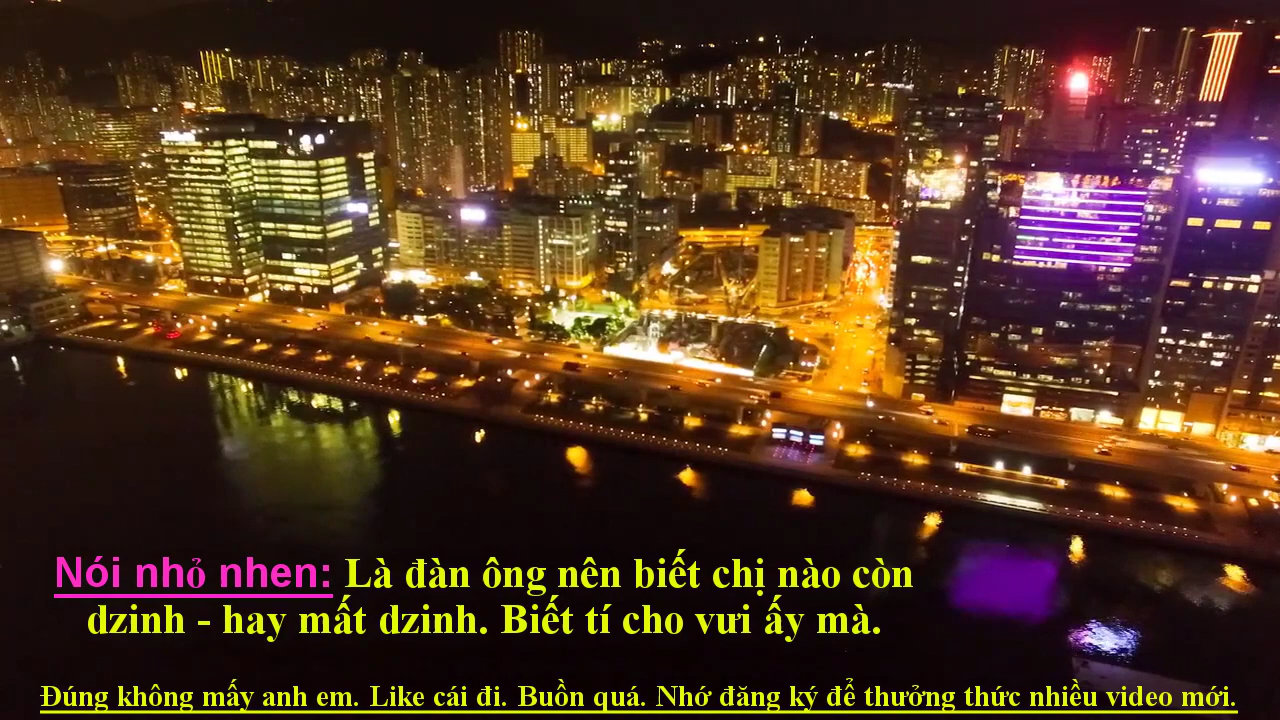 Nói nhỏ nhen: Là đàn ông nên biết chị nào còn
dzinh - hay mất dzinh. Biết tí cho vưi ấy mà.
Đúng không mấy anh em. Like cái đi. Buồn quá. Nhớ đăng ký để thưởng thức nhiều video mới.